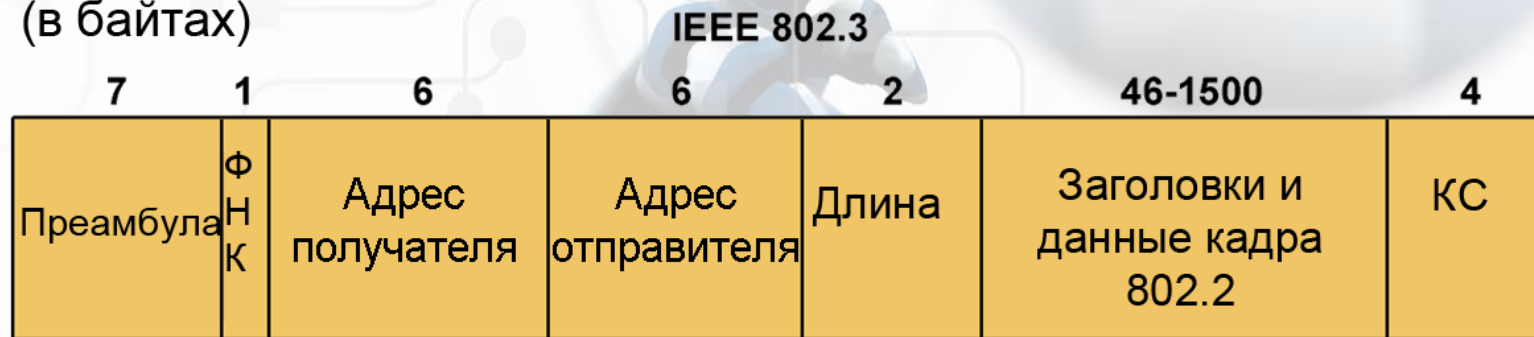 (в байтах)
IEEE 802.3
7 1 6 6 2 46-1500 4
Преамбула
Ф
Н
К
Адрес
получателя
Адрес
отправителя
Длина
Заголовки и
данные кадра
802.2
КС